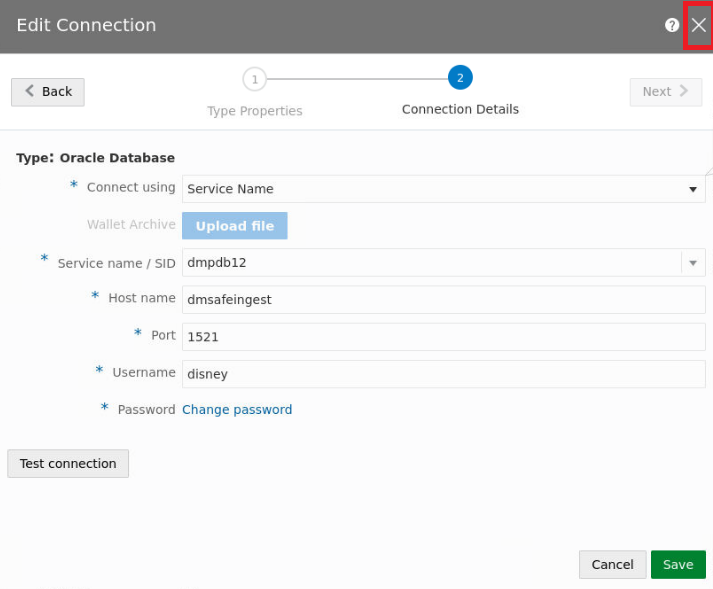 Edit Connection ?
Back 1 2 Next
Type Properties Connection Details
Type: Oracle Database
* Connect using Service Name
Wallet Archive Upload file
* Service name / SID dmpdb12
* Host name dmsafeingest
* Port 1521
* Username disney
* Password Change password
Test connection
Cancel Save